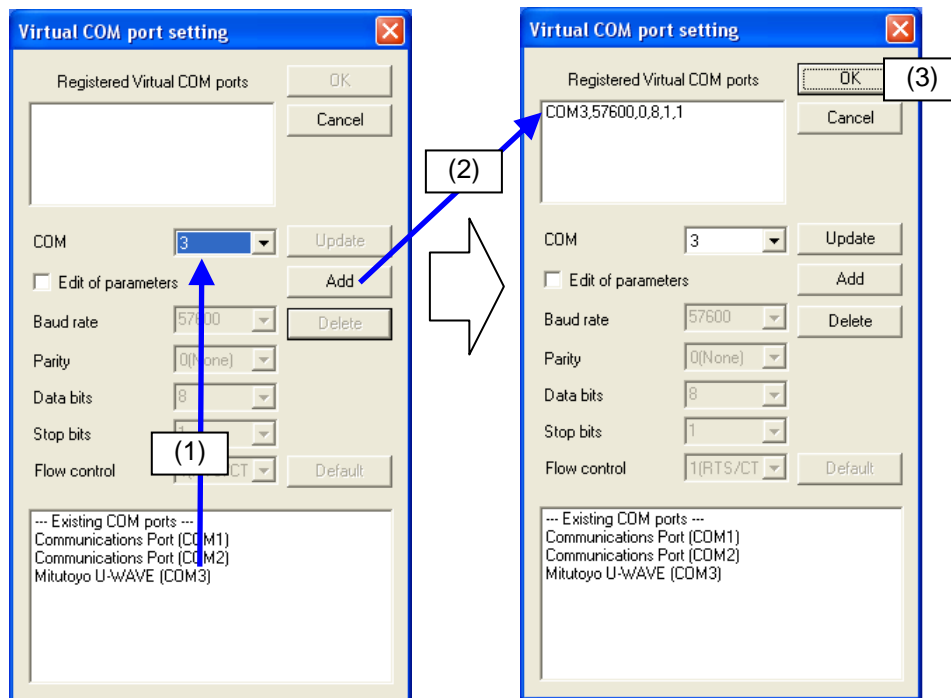 Virtual COM port setting
Registered Virtual COM ports
OK
Cancel
COM
3
Update
Edit of parameters
Add
Baud rate
57600
Delete
Parity
0(None)
Data bits
8
Stop bits
Flow control
Default
--- Existing COM ports ---
Communications Port (COM1)
Communications Port (COM2)
Mitutoyo U-WAVE (COM3)
(1)
(2)
Virtual COM port setting
Registered Virtual COM ports
OK
(3)
COM3,57600,0,8,1,1
Cancel
COM
3
Update
Edit of parameters
Add
Baud rate
57600
Delete
Parity
0(None)
Data bits
8
Stop bits
1
Flow control
1(RTS/CT
Default
--- Existing COM ports ---
Communications Port (COM1)
Communications Port (COM2)
Mitutoyo U-WAVE (COM3)